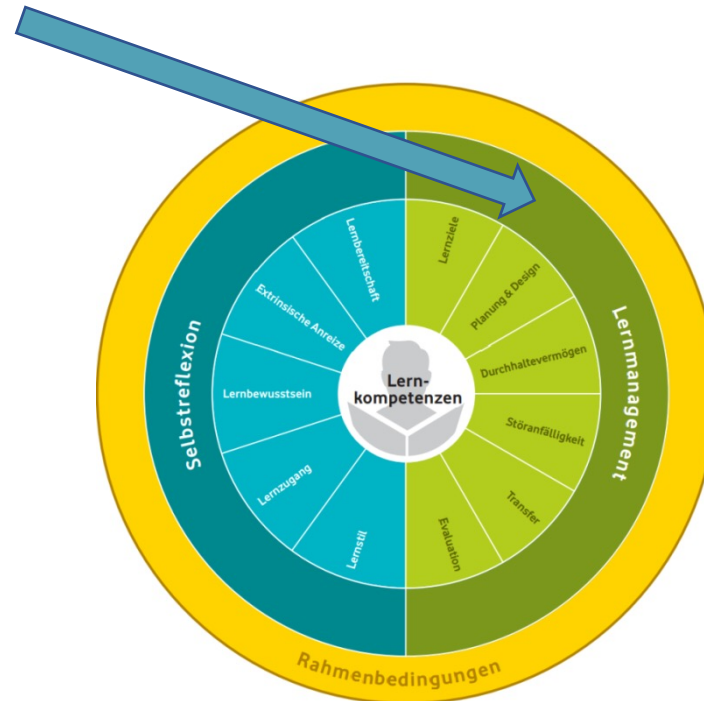 Lernbereitschaft
Extrinsische Anreize
Lernbewusstsein
Lernzugang
Lernstil
Selbstreflexion
Lern-
kompetenzen
Lernziele
Planung & Design
Durchhaltevermögen
Störanfälligkeit
Transfer
Evaluation
Lernmanagement
Rahmenbedingungen